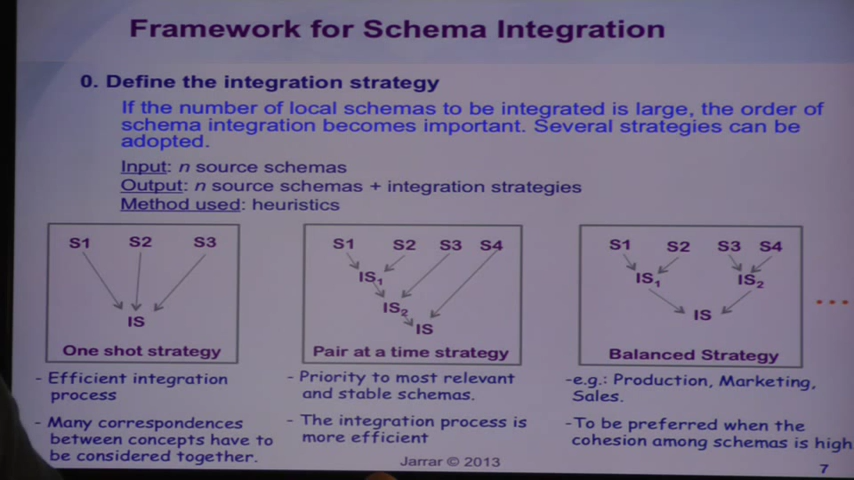 Framework for Schema Integration
0. Define the integration strategy
If the number of local schemas to be integrated is large, the order of
schema integration becomes important. Several strategies can be
adopted.
Input: n source schemas
Output: n source schemas + integration strategies
Method used: heuristics
S1 S2 S3
IS
One shot strategy
- Efficient integration
process
- Many correspondences
between concepts have to
be considered together.
S1 S2 S3 S4
IS1
IS2
IS
Pair at a time strategy
- Priority to most relevant
and stable schemas.
- The integration process is
more efficient
S1 S2 S3 S4
IS1 IS2
IS
Balanced Strategy
-e.g.: Production, Marketing,
Sales.
-To be preferred when the
cohesion among schemas is high
...
Jarrar © 2013
7